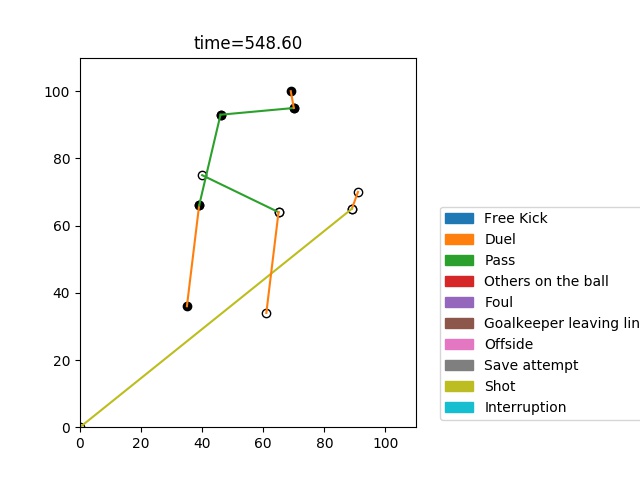 time=548.60
100
80
60
40
20
0
0 20 40 60 80 100
Free Kick
Duel
Pass
Others on the ball
Foul
Goalkeeper leaving lin
Offside
Save attempt
Shot
Interruption